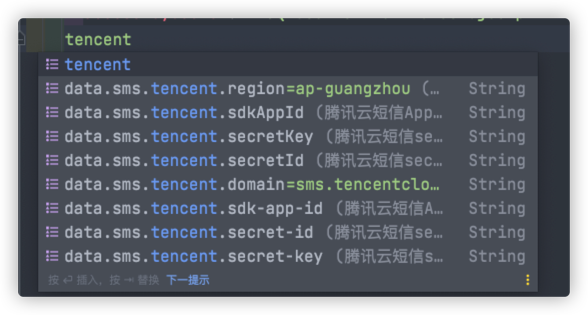 tencent
tencent
data.sms.tencent.region=ap-guangzhou (… String
data.sms.tencent.sdkAppId (腾讯云短信App… String
data.sms.tencent.secretKey (腾讯云短信se… String
data.sms.tencent.secretId (腾讯云短信sec… String
data.sms.tencent.domain=sms.tencentclo… String
data.sms.tencent.sdk-app-id (腾讯云短信A… String
data.sms.tencent.secret-id (腾讯云短信se… String
data.sms.tencent.secret-key (腾讯云短信s… String
按 ↵ 插入，按 ⇥ 替换 下一提示